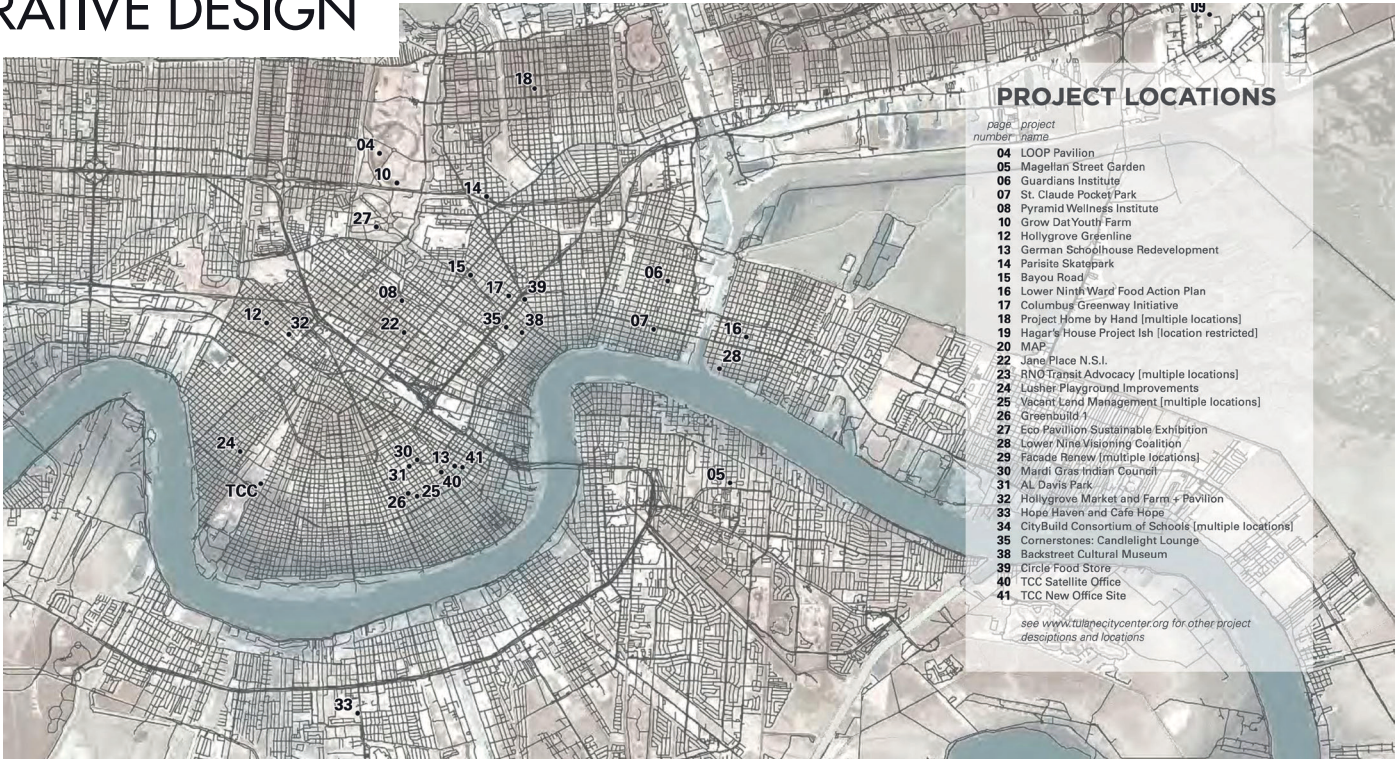 RATIVE DESIGN
09
18
04
10
14
27
15
06
17
39
08
12
32
22
35
38
07
16
28
24
30
13
41
31
40
TCC
25
26
05
33
PROJECT LOCATIONS
page project
number name
04 LOOP Pavilion
05 Magellan Street Garden
06 Guardians Institute
07 St. Claude Pocket Park
08 Pyramid Wellness Institute
10 Grow Dat Youth Farm
12 Hollygrove Greenline
13 German Schoolhouse Redevelopment
14 Parisite Skatepark
15 Bayou Road
16 Lower Ninth Ward Food Action Plan
17 Columbus Greenway Initiative
18 Project Home by Hand [multiple locations]
19 Hagar's House Project Ish [location restricted]
20 MAP
22 Jane Place N.S.I.
23 RNO Transit Advocacy [multiple locations]
24 Lusher Playground Improvements
25 Vacant Land Management [multiple locations]
26 Greenbuild 1
27 Eco Pavillion Sustainable Exhibition
28 Lower Nine Visioning Coalition
29 Facade Renew [multiple locations]
30 Mardi Gras Indian Council
31 AL Davis Park
32 Hollygrove Market and Farm + Pavilion
33 Hope Haven and Cafe Hope
34 CityBuild Consortium of Schools [multiple locations]
35 Cornerstones: Candlelight Lounge
38 Backstreet Cultural Museum
39 Circle Food Store
40 TCC Satellite Office
41 TCC New Office Site
see www.tulanecitycenter.org for other project
desciptions and locations